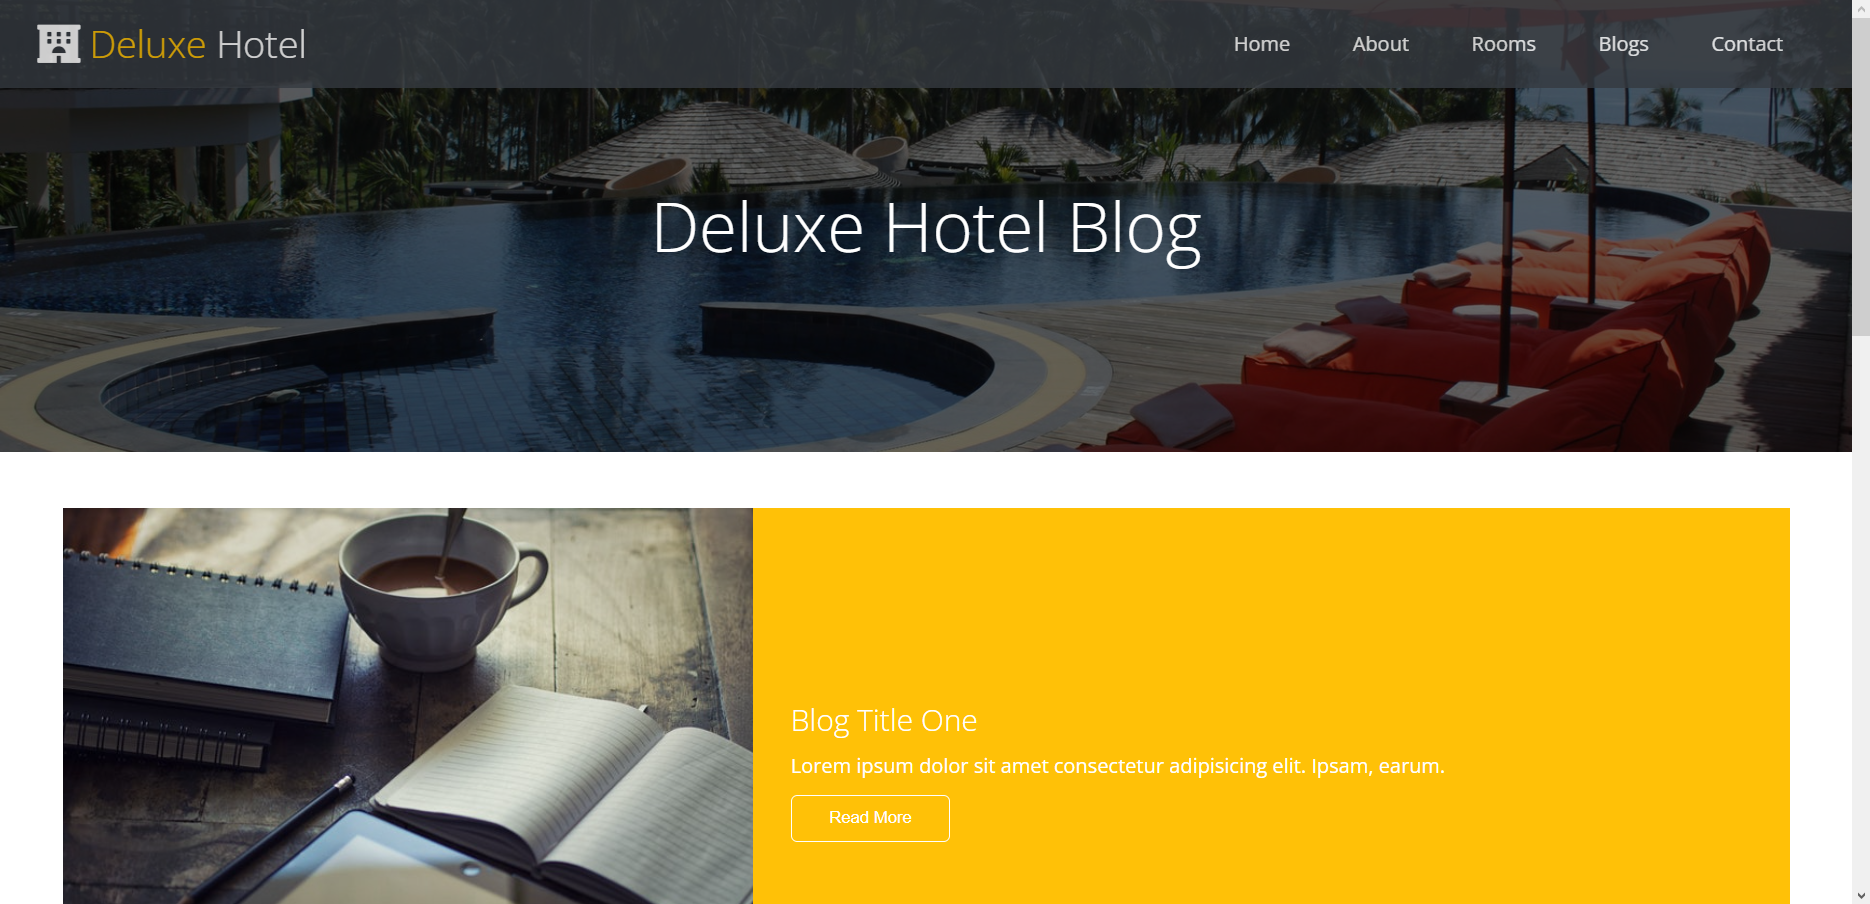 Deluxe Hotel
Home About Rooms Blogs Contact
Deluxe Hotel Blog
Blog Title One
Lorem ipsum dolor sit amet consectetur adipisicing elit. Ipsam, earum.
Read More